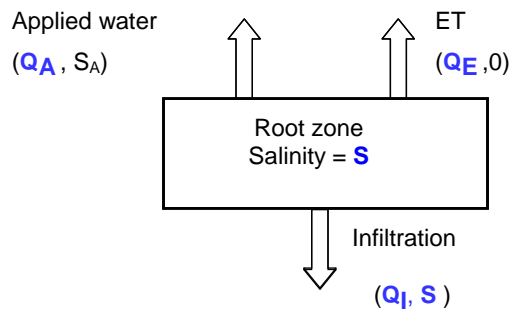 Applied water
(QA , SA)
ET
(QE ,0)
Root zone
Salinity = S
Infiltration
(QI, S )